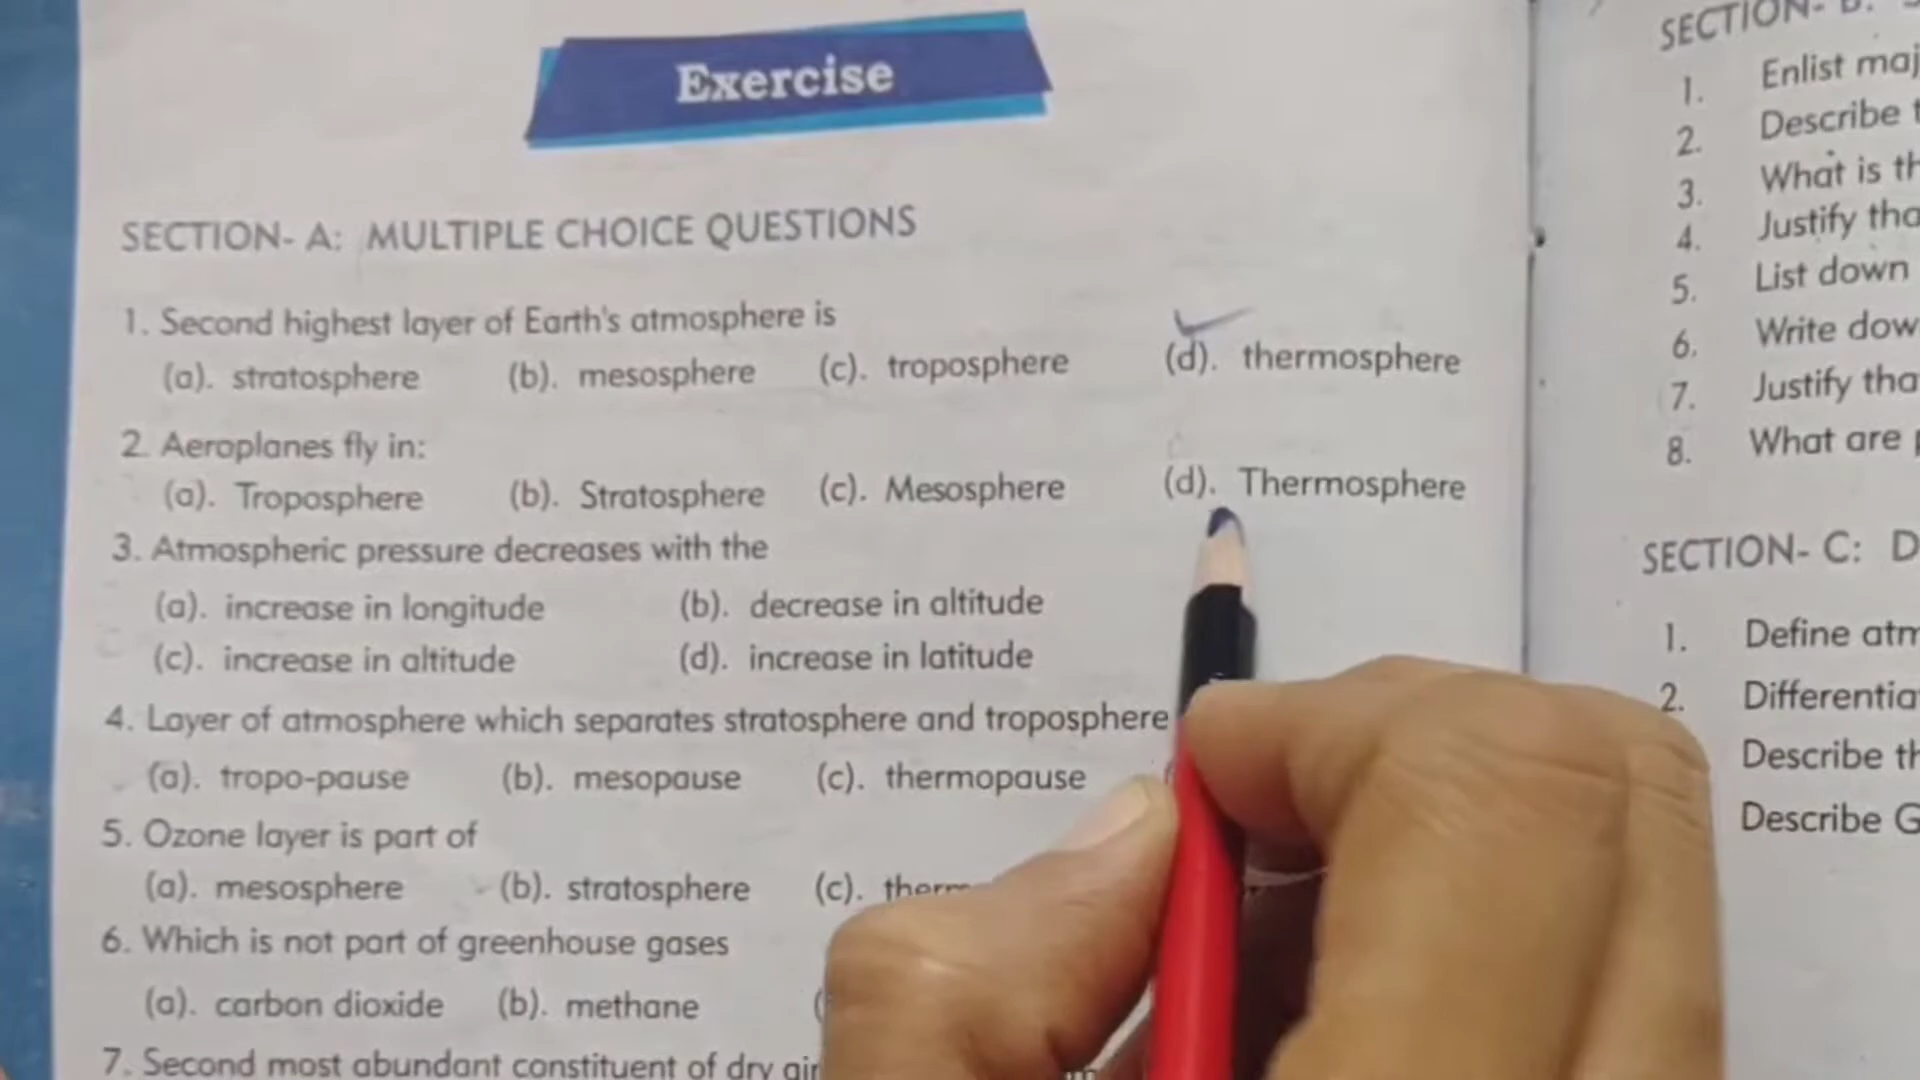 Exercise
SECTION- A: MULTIPLE CHOICE QUESTIONS
1. Second highest layer of Earth's atmosphere is
(a). stratosphere (b). mesosphere (c). troposphere (d). thermosphere
2. Aeroplanes fly in:
(a). Troposphere (b). Stratosphere (c). Mesosphere (d). Thermosphere
3. Atmospheric pressure decreases with the
(a). increase in longitude (b). decrease in altitude
(c). increase in altitude (d). increase in latitude
4. Layer of atmosphere which separates stratosphere and troposphere
(a). tropo-pause (b). mesopause (c). thermopause
5. Ozone layer is part of
(a). mesosphere (b). stratosphere (c).
6. Which is not part of greenhouse gases
(a). carbon dioxide (b). methane
7. Second most abundant constituent of dry air
SECTION- B:
1. Enlist
2. Describe
3. What is
4. Justify
5. List down
6. Write
7. Justify
8. What are
SECTION- C:
1. Define
2.
Describe
Describe